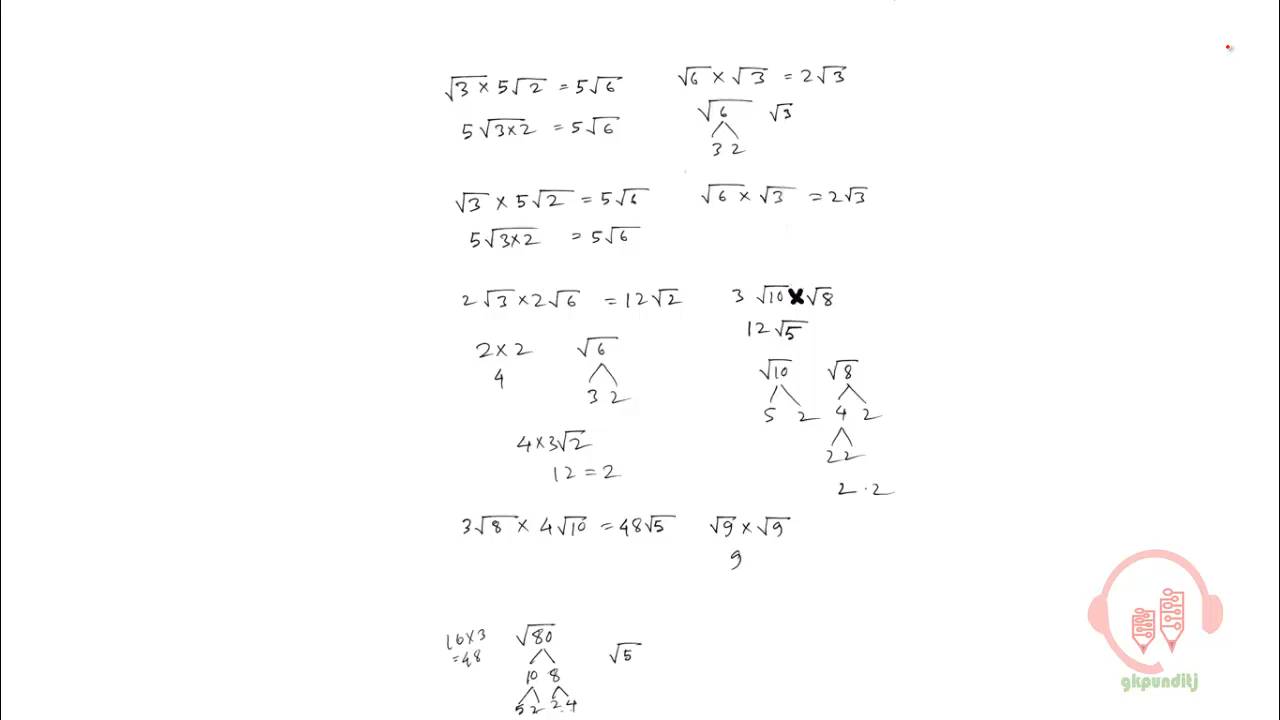 √3 × 5√2 = 5√6
√6 × √3 = 2√3
5√3×2 = 5√6
√6 √3
3 2
√3 × 5√2 = 5√6
√6 × √3 = 2√3
5√3×2 = 5√6
2√3 × 2√6 = 12√2
3 √10 × √8
12√5
2 × 2
√6
4
3 2
√10 √8
5 2 4 2
2 2
2 · 2
4×3√2
12 = 2
3√8 × 4√10 = 48√5
√9 × √9
9
16×3
=48
√80
√5
10 8
5 2 2 4
gkpunditj